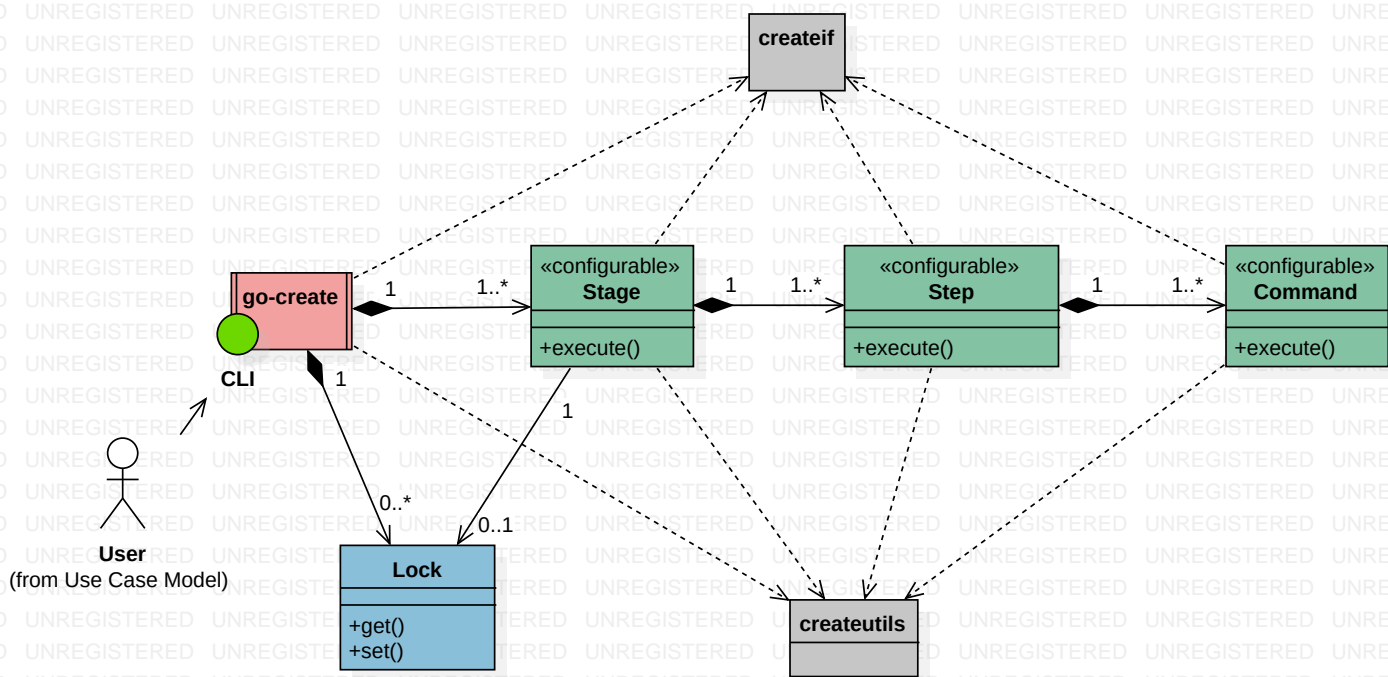 createif
«configurable»
Stage
+execute()
«configurable»
Step
+execute()
«configurable»
Command
+execute()
go-create
1
1..*
1
1..*
1
1..*
CLI
1
1
User
(from Use Case Model)
0..*
0..1
Lock
+get()
+set()
createutils
UNREGISTERED